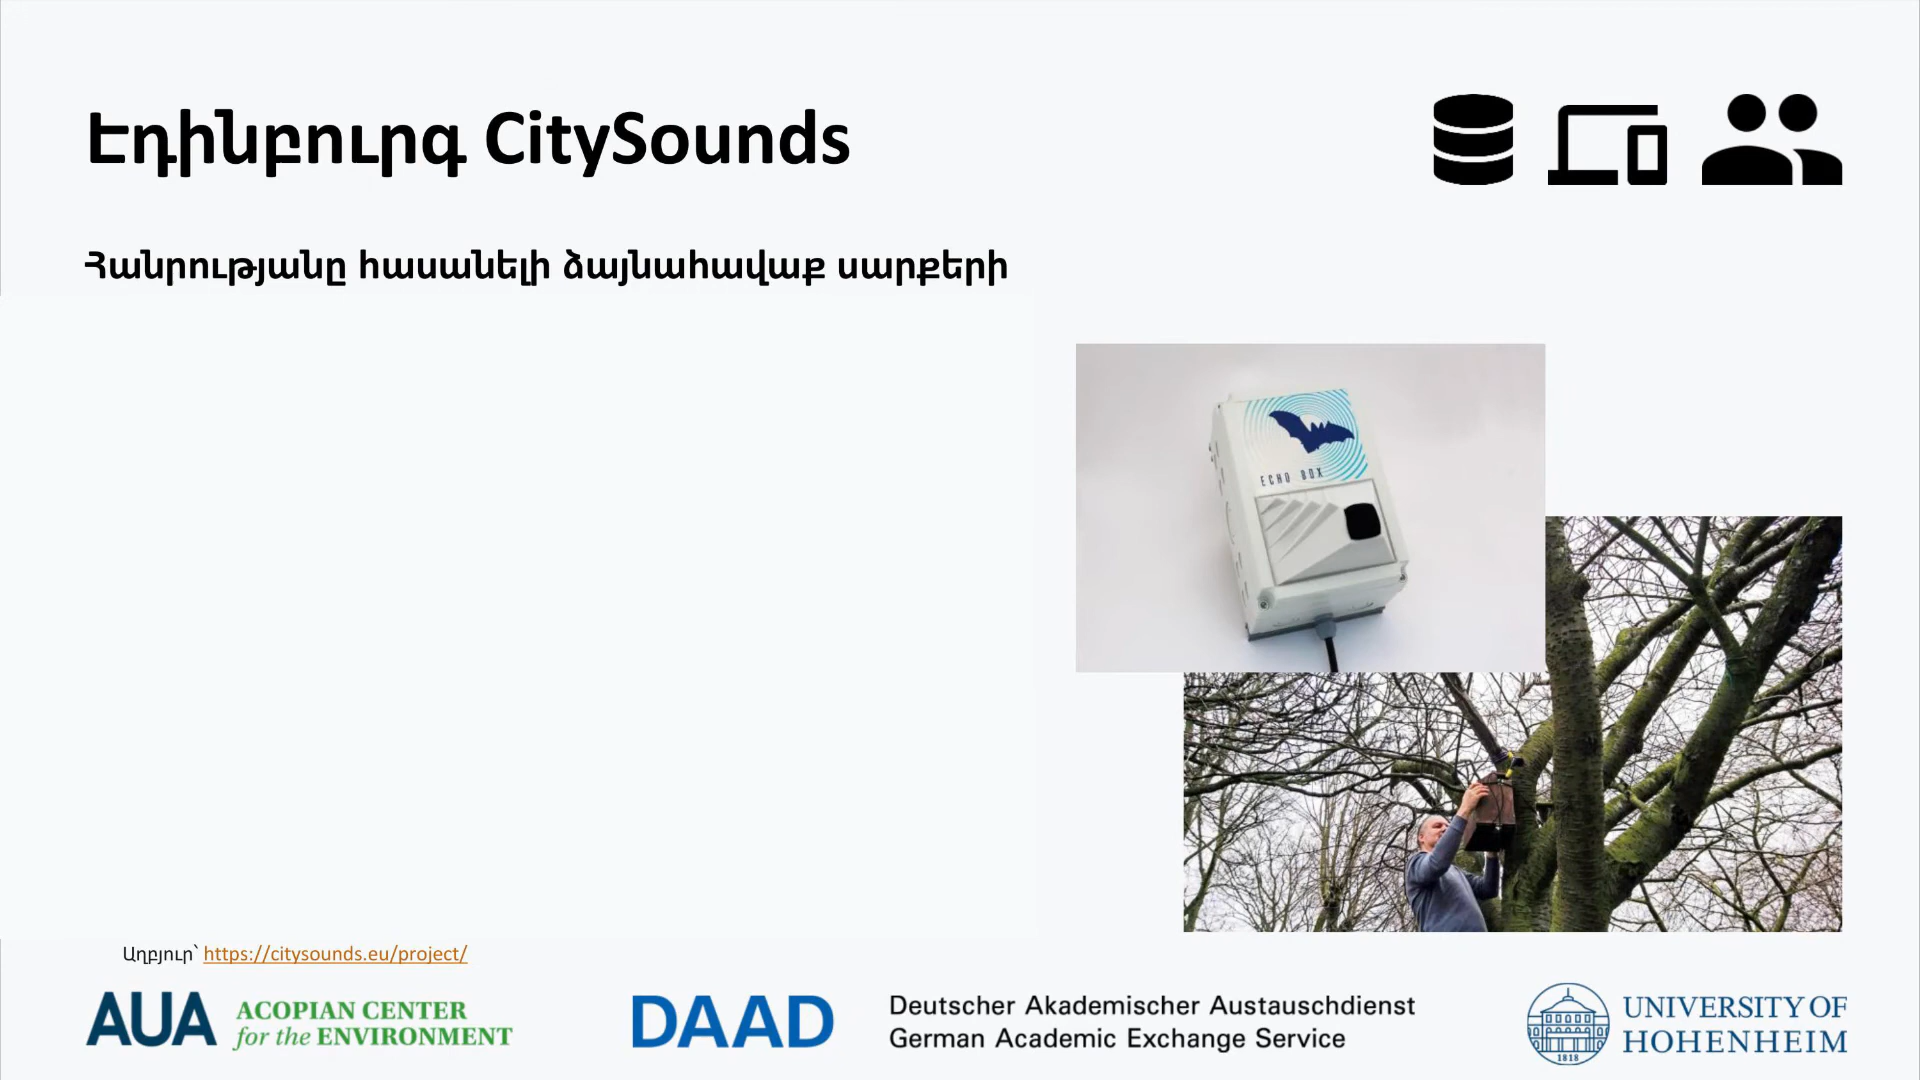 Էդինբուրգ CitySounds
Հանրությանը հասանելի ձայնահավաք սարքերի
ECHO BOX
Աղբյուր՝ https://citysounds.eu/project/
AUA ACOPIAN CENTER
for the ENVIRONMENT
DAAD
Deutscher Akademischer Austauschdienst
German Academic Exchange Service
1818
UNIVERSITY OF
HOHENHEIM